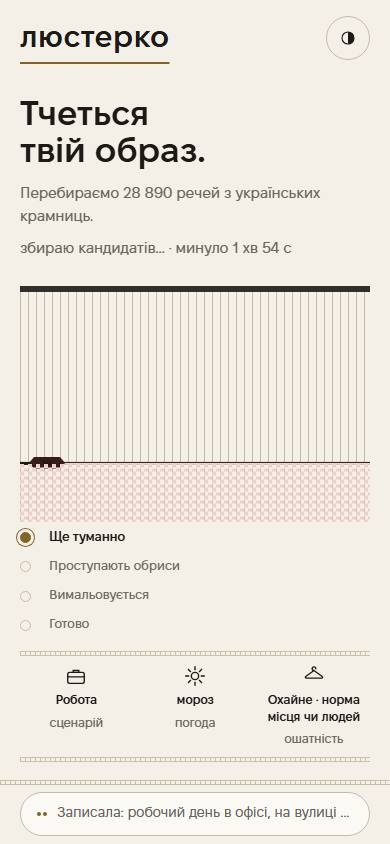 люстерко
Тчеться
твій образ.
Перебираємо 28 890 речей з українських
крамниць.
збираю кандидатів... · минуло 1 хв 54 с
Ще туманно
Проступають обриси
Вимальовується
Готово
Робота
сценарій
мороз
погода
Охайне · норма
місця чи людей
ошатність
Записала: робочий день в офісі, на вулиці ...